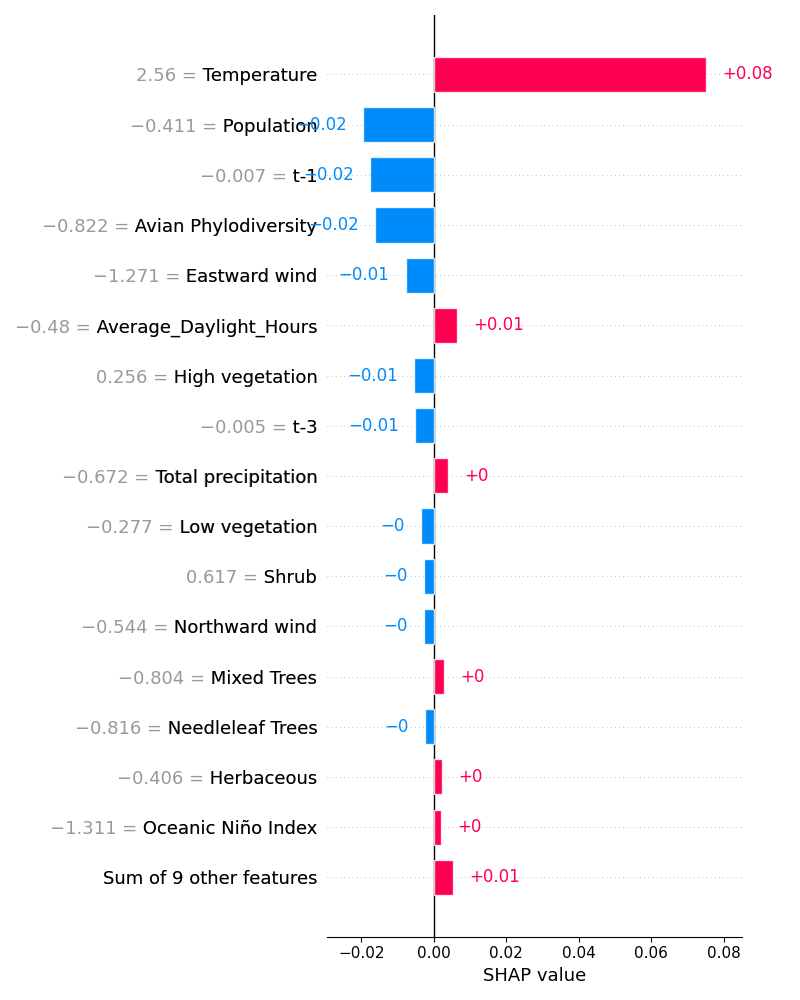 2.56 = Temperature +0.08
−0.411 = Population −0.02
−0.007 = t-1 −0.02
−0.822 = Avian Phylodiversity −0.02
−1.271 = Eastward wind −0.01
−0.48 = Average_Daylight_Hours +0.01
0.256 = High vegetation −0.01
−0.005 = t-3 −0.01
−0.672 = Total precipitation +0
−0.277 = Low vegetation −0
0.617 = Shrub −0
−0.544 = Northward wind −0
−0.804 = Mixed Trees +0
−0.816 = Needleleaf Trees −0
−0.406 = Herbaceous +0
−1.311 = Oceanic Niño Index +0
Sum of 9 other features +0.01
−0.02 0.00 0.02 0.04 0.06 0.08
SHAP value